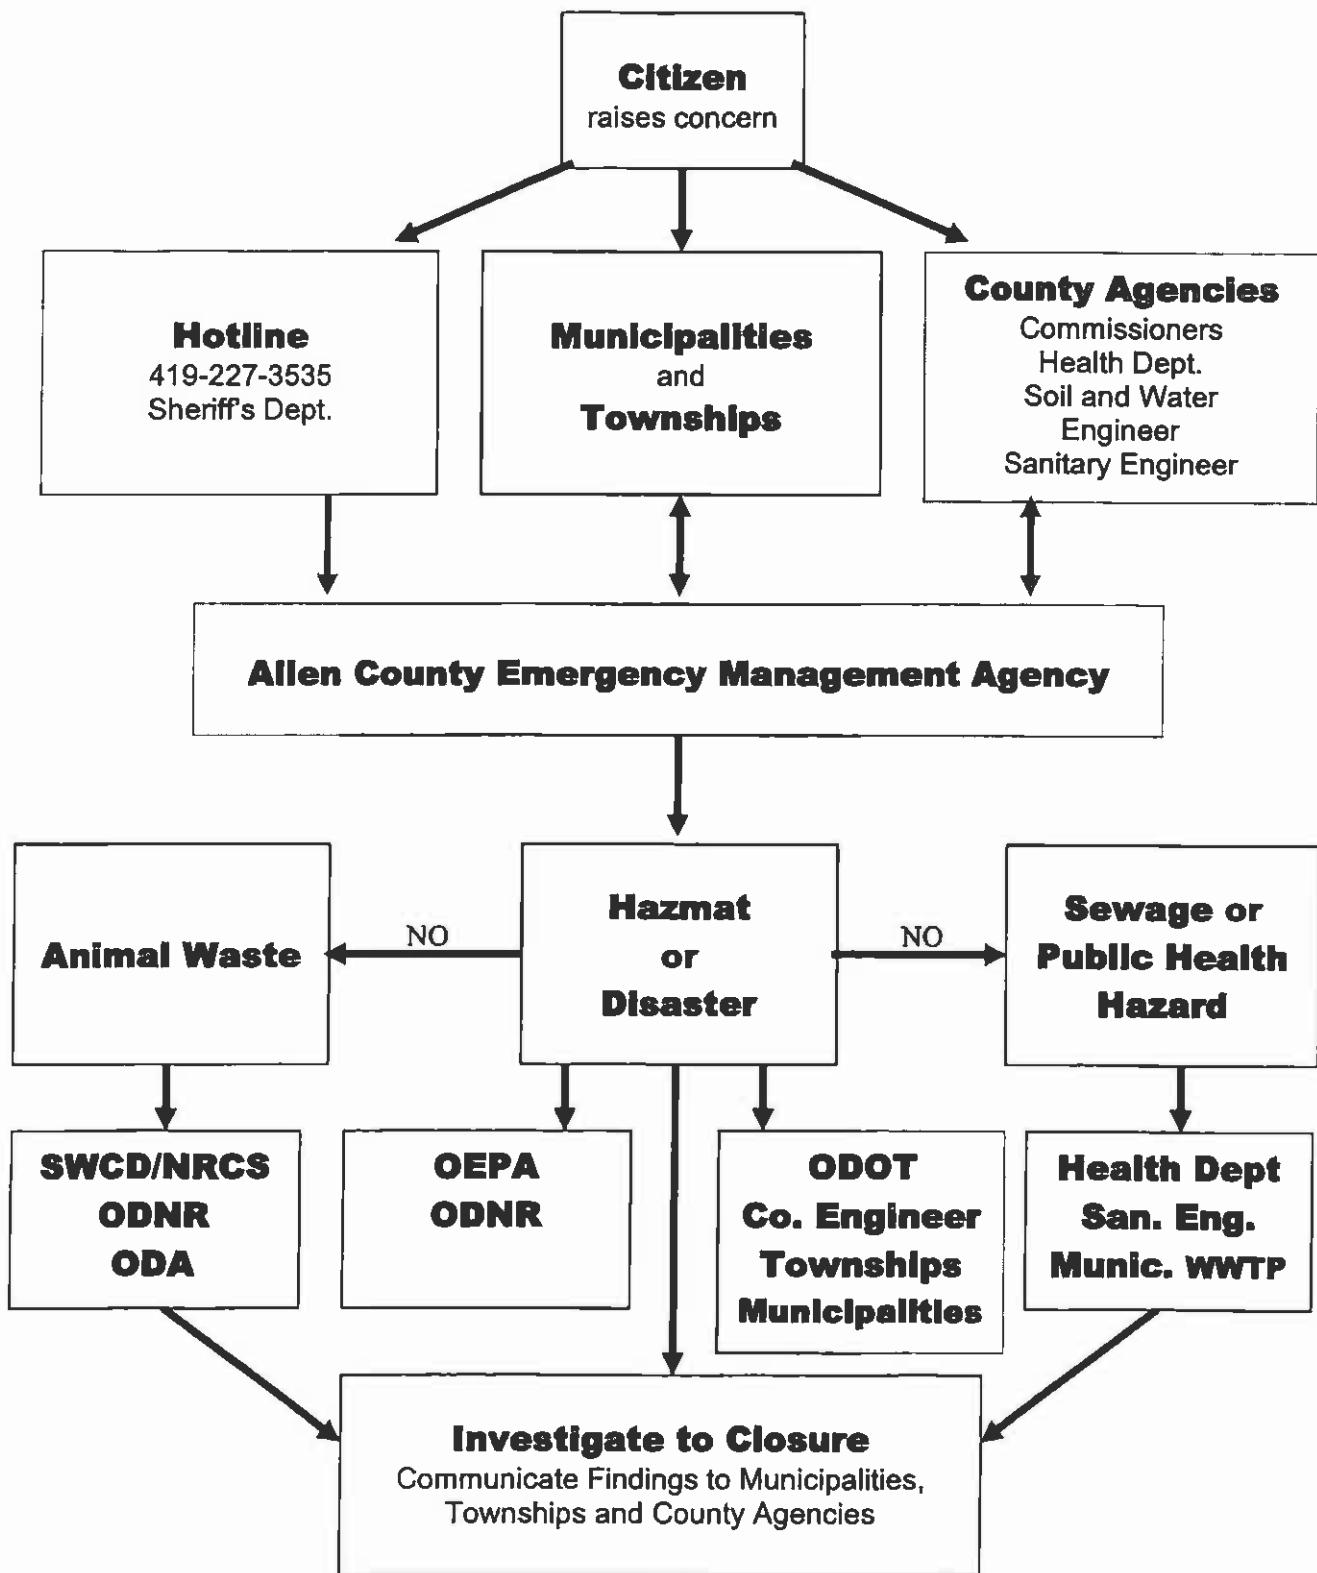 Citizen
raises concern
Hotline
419-227-3535
Sheriff's Dept.
Municipalities
and
Townships
County Agencies
Commissioners
Health Dept.
Soil and Water
Engineer
Sanitary Engineer
Allen County Emergency Management Agency
Animal Waste
NO
Hazmat
or
Disaster
NO
Sewage or
Public Health
Hazard
SWCD/NRCS
ODNR
ODA
OEPA
ODNR
ODOT
Co. Engineer
Townships
Municipalities
Health Dept
San. Eng.
Munic. WWTP
Investigate to Closure
Communicate Findings to Municipalities,
Townships and County Agencies